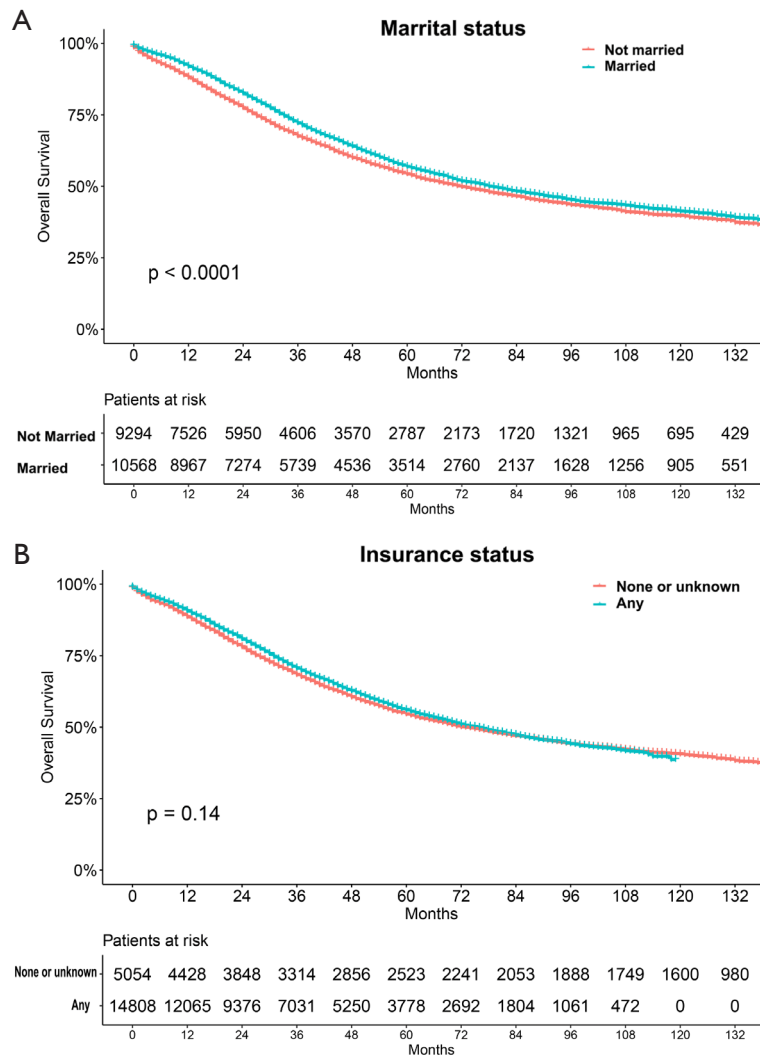 A
Marrital status
Not married
Married
100%
75%
50%
25%
0%
Overall Survival
p < 0.0001
0 12 24 36 48 60 72 84 96 108 120 132
Months
Patients at risk
Not Married 9294 7526 5950 4606 3570 2787 2173 1720 1321 965 695 429
Married 10568 8967 7274 5739 4536 3514 2760 2137 1628 1256 905 551
0 12 24 36 48 60 72 84 96 108 120 132
Months
B
Insurance status
None or unknown
Any
100%
75%
50%
25%
0%
Overall Survival
p = 0.14
0 12 24 36 48 60 72 84 96 108 120 132
Months
Patients at risk
None or unknown 5054 4428 3848 3314 2856 2523 2241 2053 1888 1749 1600 980
Any 14808 12065 9376 7031 5250 3778 2692 1804 1061 472 0 0
0 12 24 36 48 60 72 84 96 108 120 132
Months